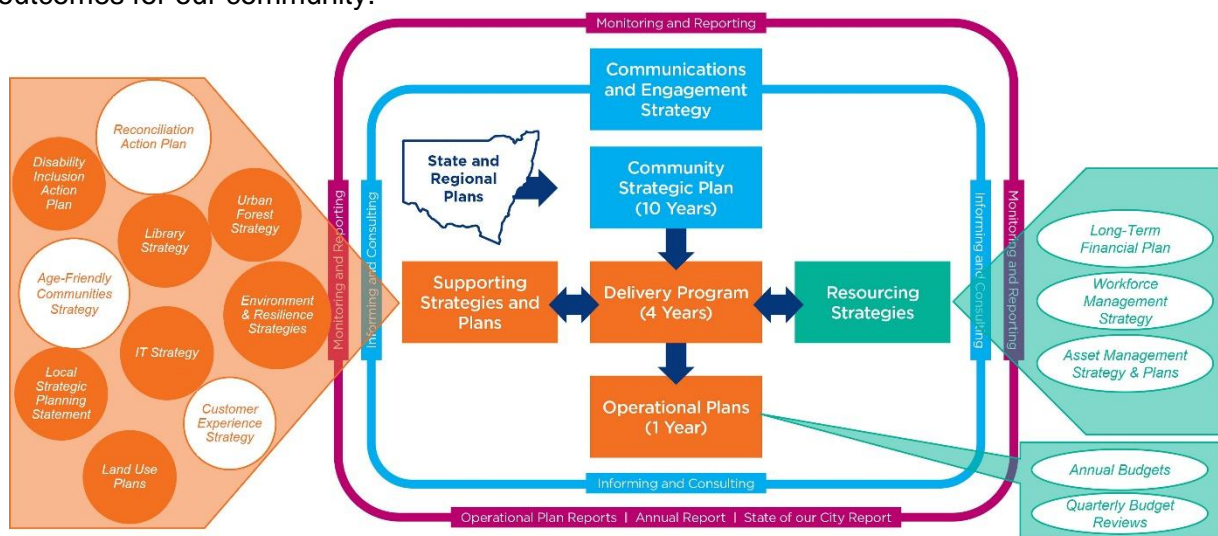 outcomes for our community.
Monitoring and Reporting
Communications
and Engagement
Strategy
Reconciliation
Action Plan
Disability
Inclusion
Action
Plan
Library
Strategy
Urban
Forest
Strategy
Age-Friendly
Communities
Strategy
Environment
& Resilience
Strategies
IT Strategy
Local
Strategic
Planning
Statement
Customer
Experience
Strategy
Land Use
Plans
Monitoring and Reporting
Informing and Consulting
State and
Regional
Plans
Community
Strategic Plan
(10 Years)
Supporting
Strategies and
Plans
Delivery Program
(4 Years)
Resourcing
Strategies
Operational Plans
(1 Year)
Informing and Consulting
Monitoring and Reporting
Long-Term
Financial Plan
Workforce
Management
Strategy
Asset Management
Strategy & Plans
Annual Budgets
Quarterly Budget
Reviews
Informing and Consulting
Operational Plan Reports | Annual Report | State of our City Report